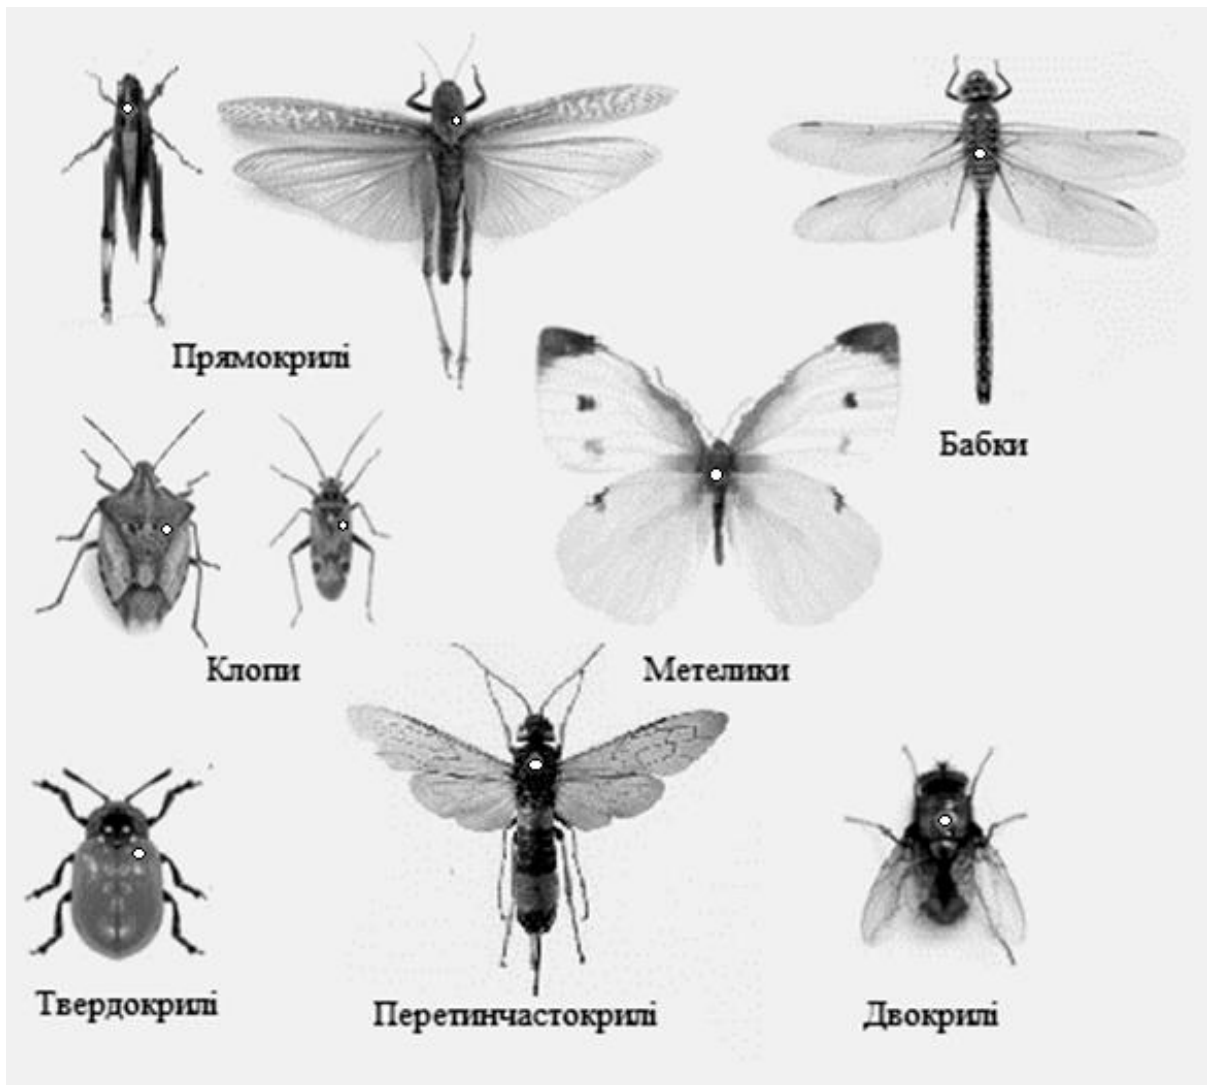 Прямокрилі
Бабки
Клопи
Метелики
Твердокрилі
Перетинчастокрилі
Двокрилі